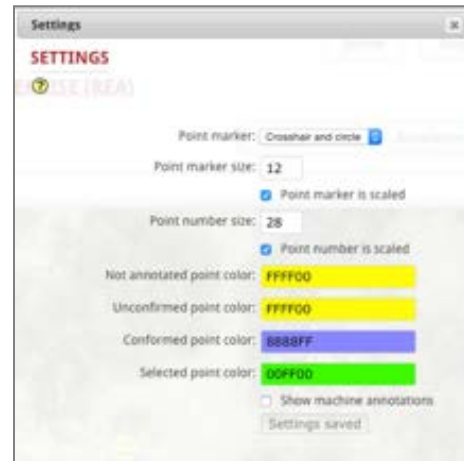 Settings
SETTINGS
?
Point marker: Crosshair and circle
Point marker size: 12
Point marker is scaled
Point number size: 28
Point number is scaled
Not annotated point color: FFFF00
Unconfirmed point color: FFFF00
Conformed point color: 8888FF
Selected point color: 00FF00
Show machine annotations
Settings saved